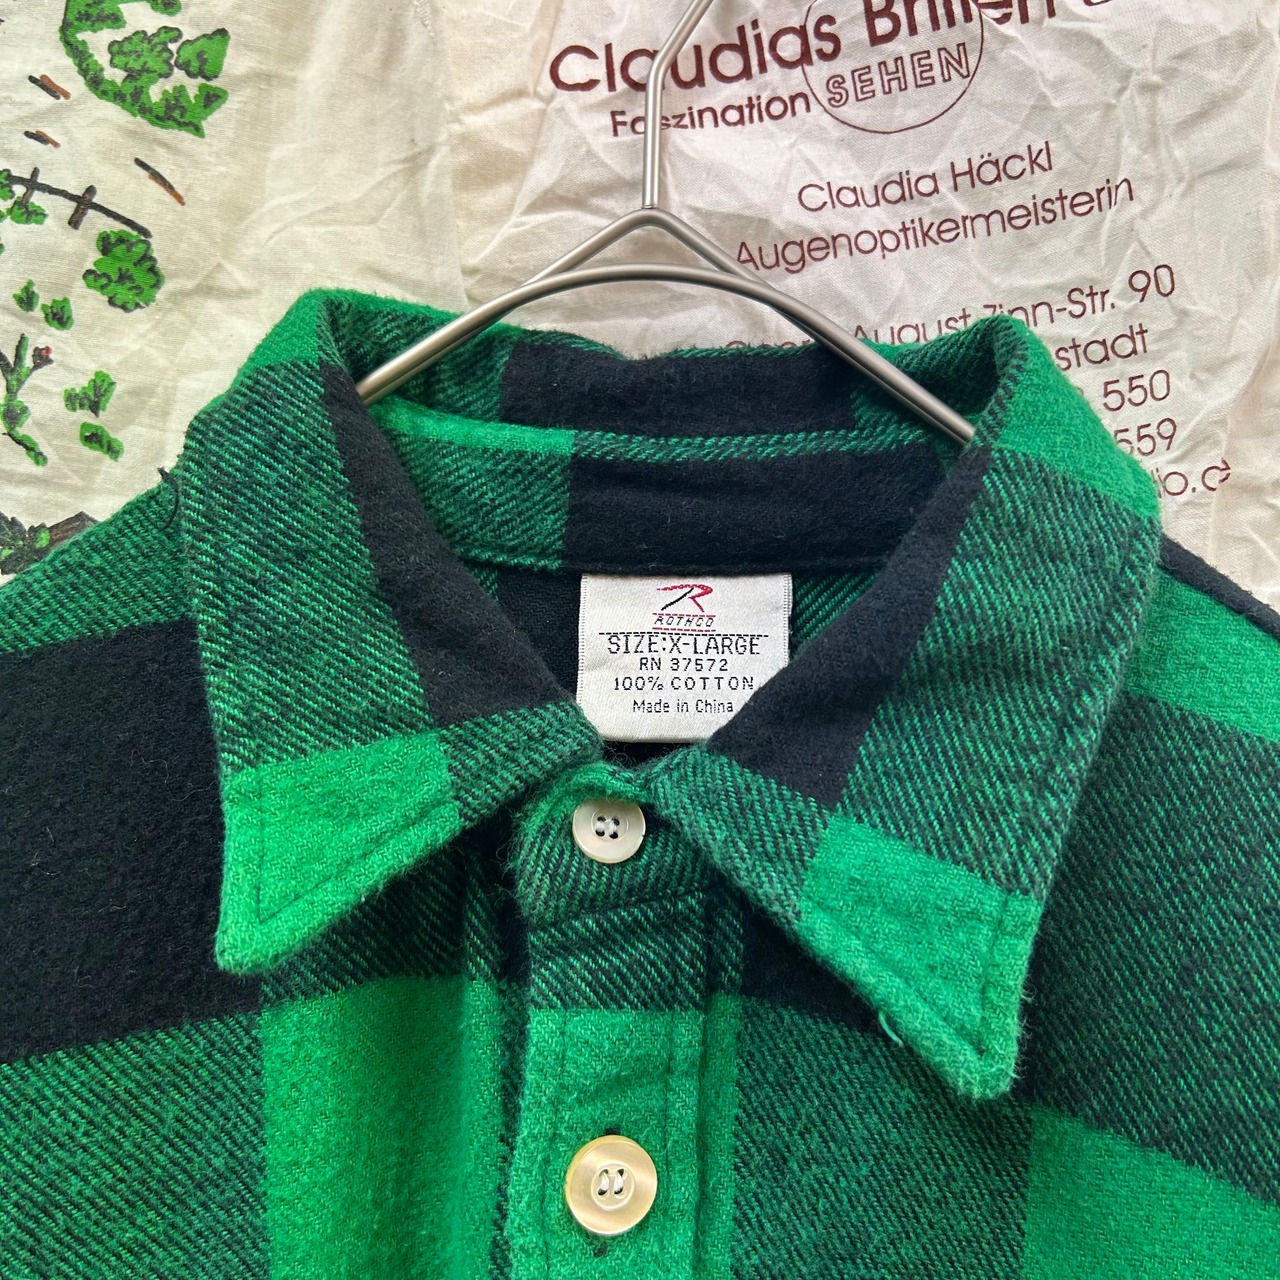 Claudias Brillen
SEHEN
Faszination
Claudia Häckl
Augenoptikermeisterin
August-Zinn-Str. 90
stadt
550
559
ROTHCO
SIZE:X-LARGE
RN 37572
100% COTTON
Made in China